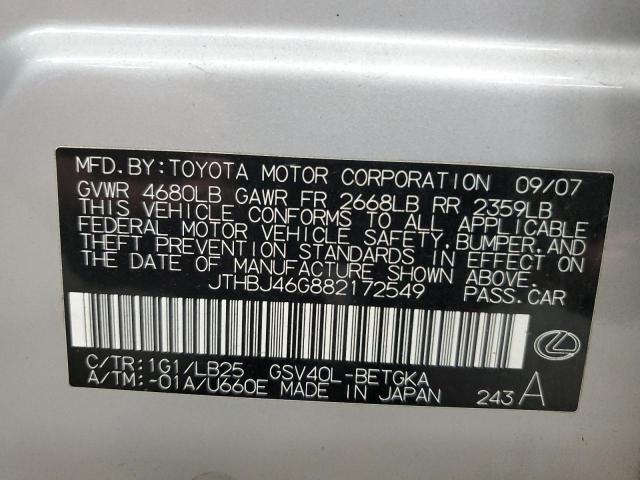 MFD.BY:TOYOTA MOTOR CORPORATION 09/07
GVWR 4680LB GAWR FR 2668LB RR 2359LB
THIS VEHICLE CONFORMS TO ALL APPLICABLE
FEDERAL MOTOR VEHICLE SAFETY,BUMPER,AND
THEFT PREVENTION STANDARDS IN EFFECT ON
THE DATE OF MANUFACTURE SHOWN ABOVE.
JTHBJ46G882172549 PASS.CAR
C/TR:1G1/LB25 GSV40L-BETGKA
A/TM:-01A/U660E MADE IN JAPAN 243 A